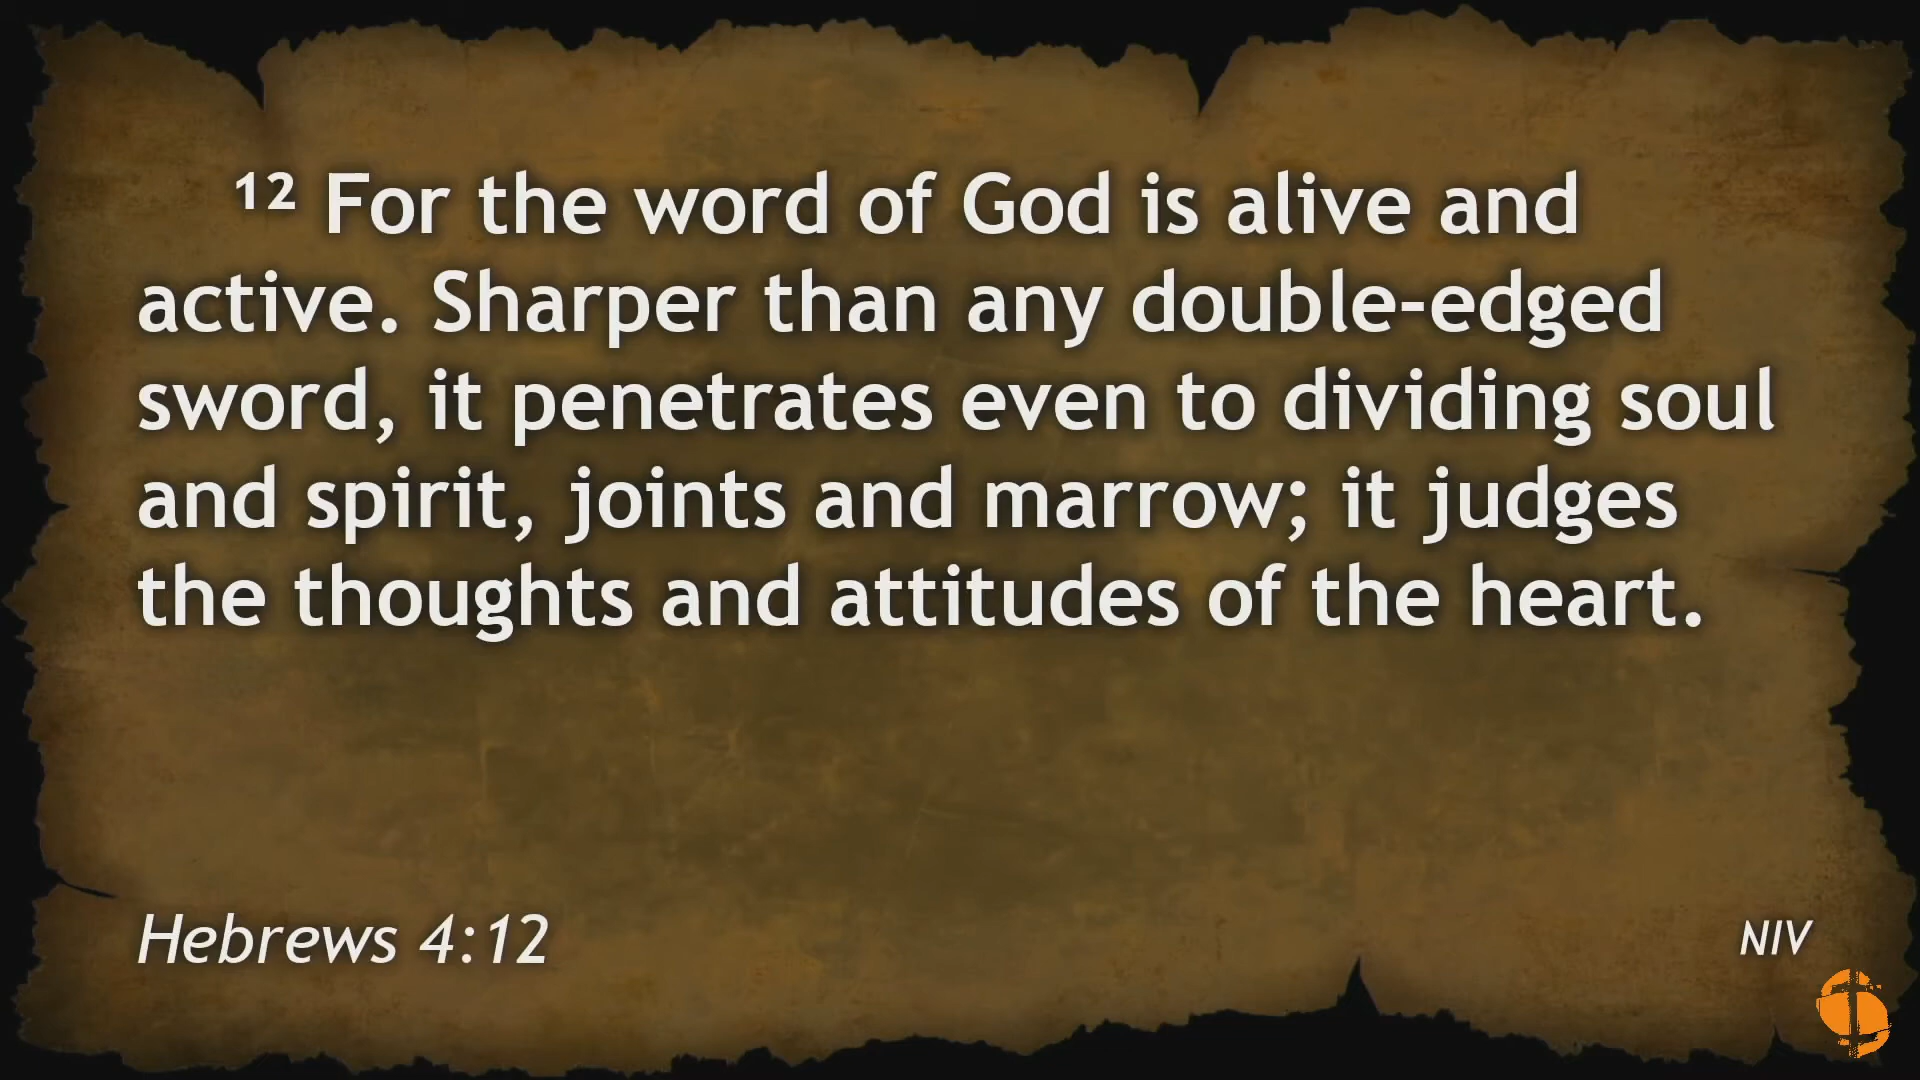 ¹² For the word of God is alive and
active. Sharper than any double-edged
sword, it penetrates even to dividing soul
and spirit, joints and marrow; it judges
the thoughts and attitudes of the heart.
Hebrews 4:12
NIV